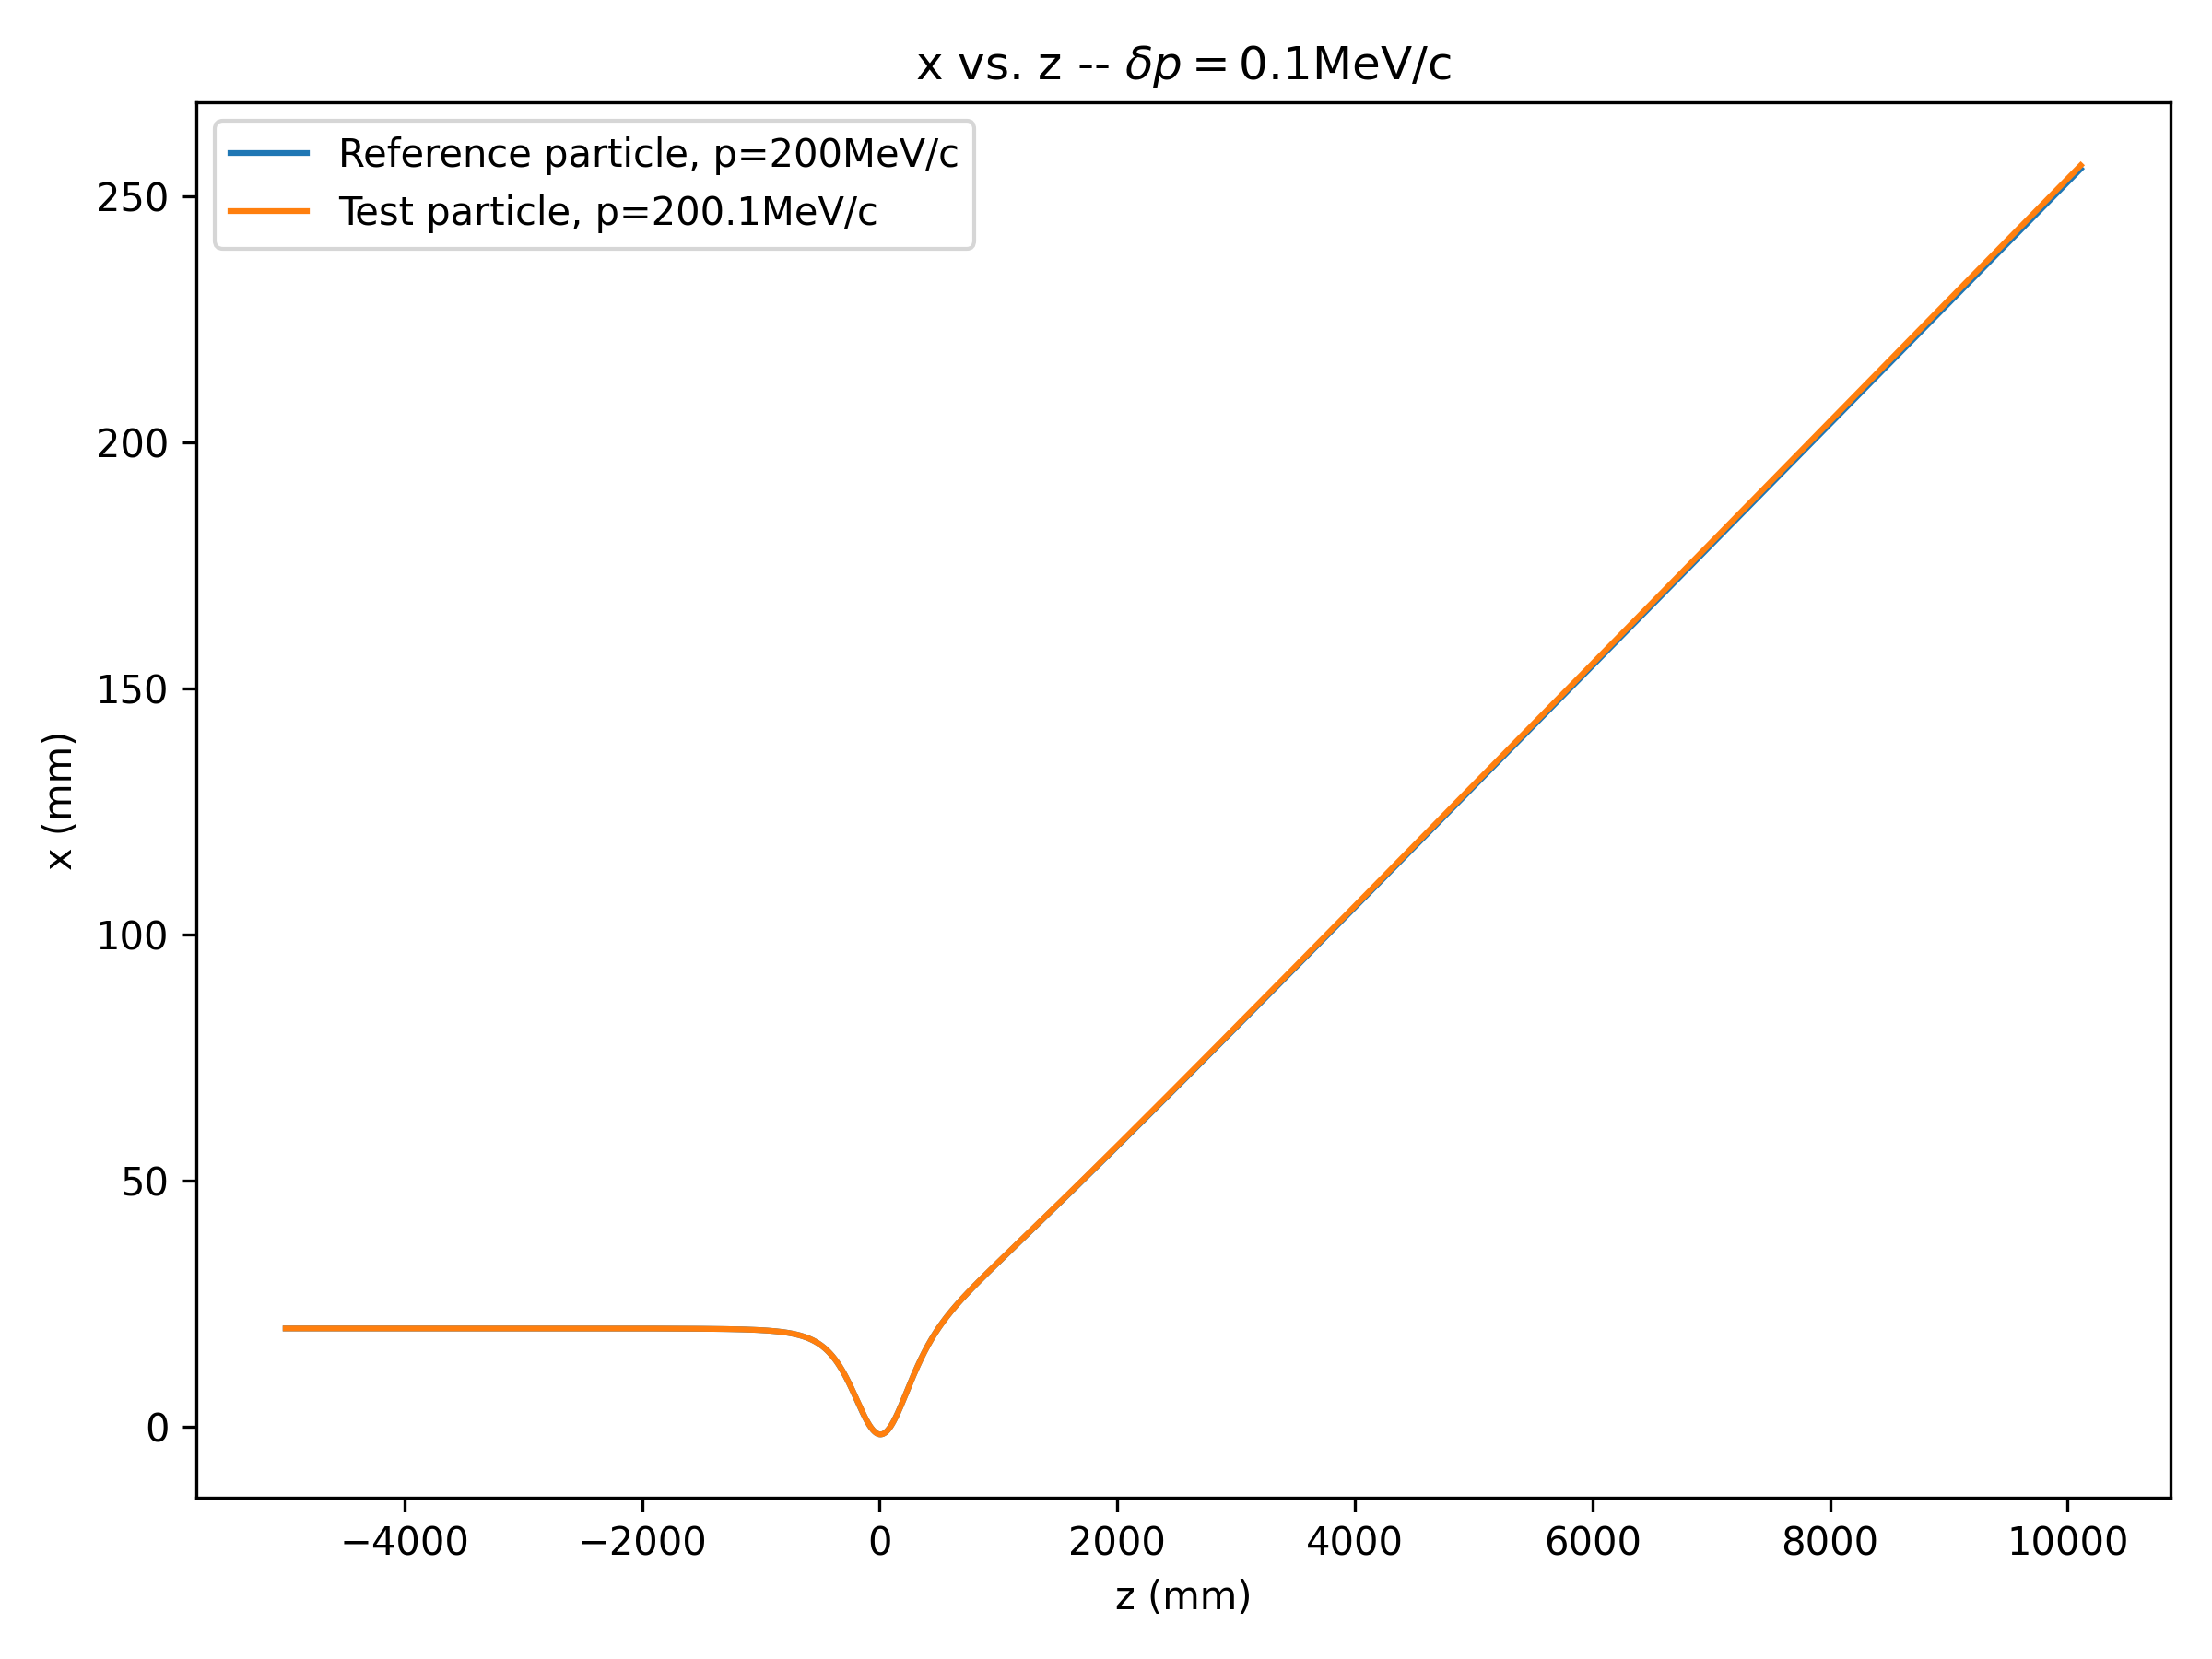 x vs. z -- δp = 0.1MeV/c
Reference particle, p=200MeV/c
Test particle, p=200.1MeV/c
250
200
150
100
50
0
x (mm)
−4000
−2000
0
2000
4000
6000
8000
10000
z (mm)